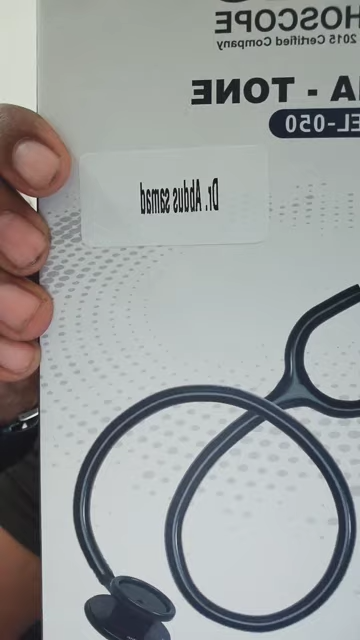 HOSCOPE
2015 Certified Company
A - TONE
EL-050
Dr. Abdus samad